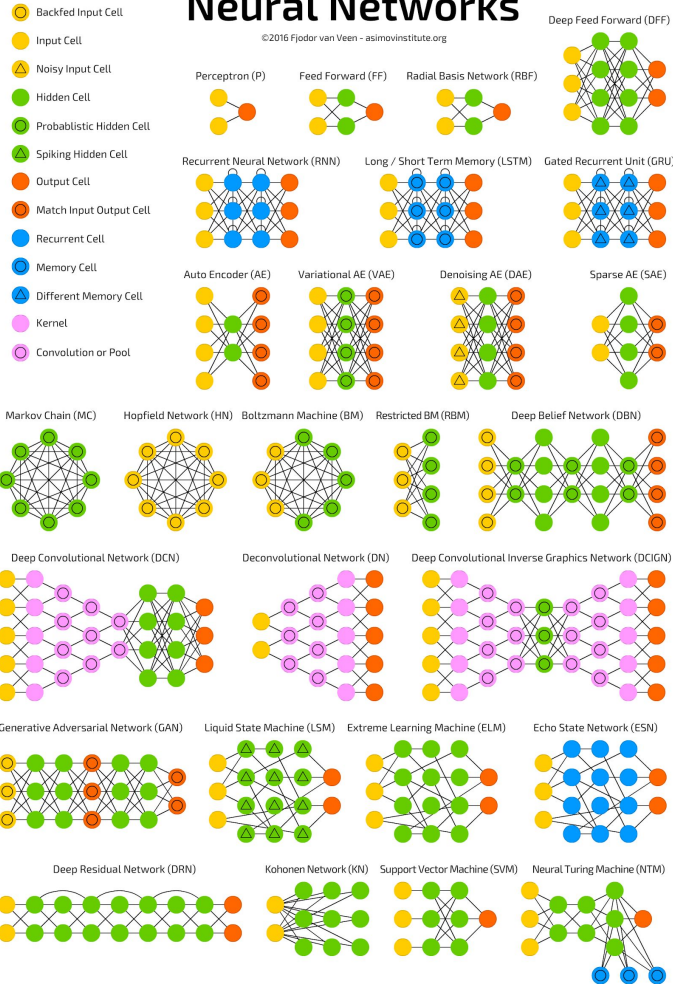 Neural Networks
©2016 Fjodor van Veen - asimovinstitute.org
Backfed Input Cell
Input Cell
Noisy Input Cell
Hidden Cell
Probablistic Hidden Cell
Spiking Hidden Cell
Output Cell
Match Input Output Cell
Recurrent Cell
Memory Cell
Different Memory Cell
Kernel
Convolution or Pool
Deep Feed Forward (DFF)
Perceptron (P)
Feed Forward (FF)
Radial Basis Network (RBF)
Recurrent Neural Network (RNN)
Long / Short Term Memory (LSTM)
Gated Recurrent Unit (GRU)
Auto Encoder (AE)
Variational AE (VAE)
Denoising AE (DAE)
Sparse AE (SAE)
Markov Chain (MC)
Hopfield Network (HN)
Boltzmann Machine (BM)
Restricted BM (RBM)
Deep Belief Network (DBN)
Deep Convolutional Network (DCN)
Deconvolutional Network (DN)
Deep Convolutional Inverse Graphics Network (DCIGN)
Generative Adversarial Network (GAN)
Liquid State Machine (LSM)
Extreme Learning Machine (ELM)
Echo State Network (ESN)
Deep Residual Network (DRN)
Kohonen Network (KN)
Support Vector Machine (SVM)
Neural Turing Machine (NTM)